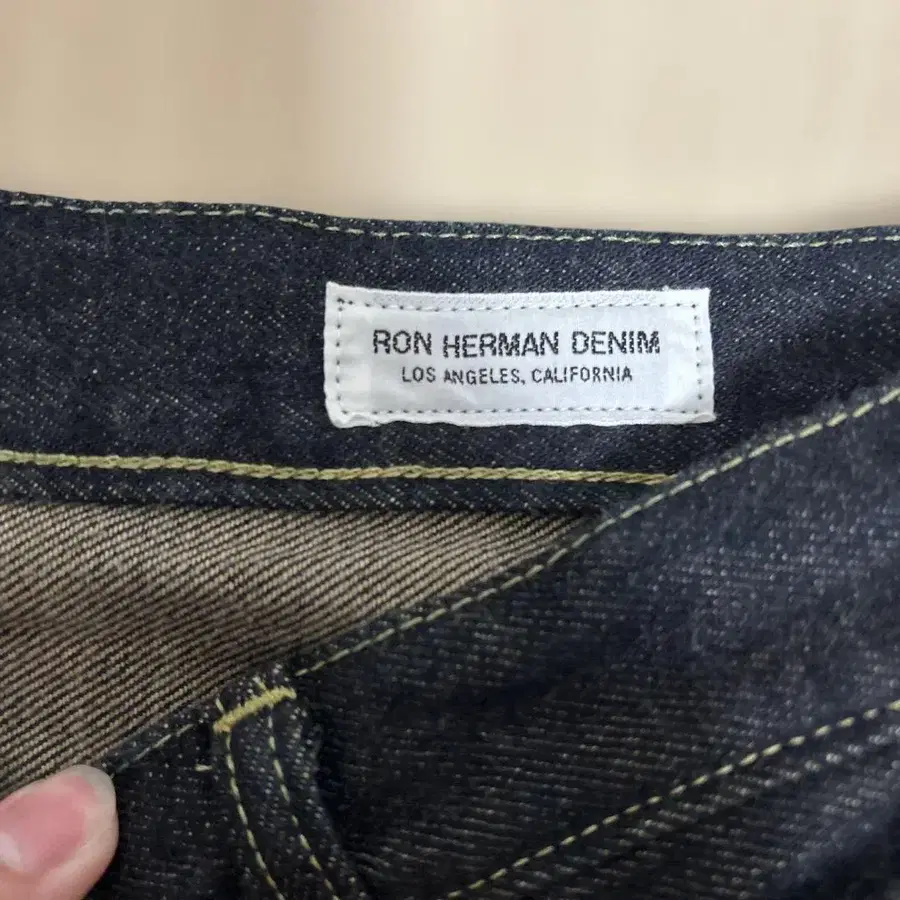 RON HERMAN DENIM
LOS ANGELES, CALIFORNIA